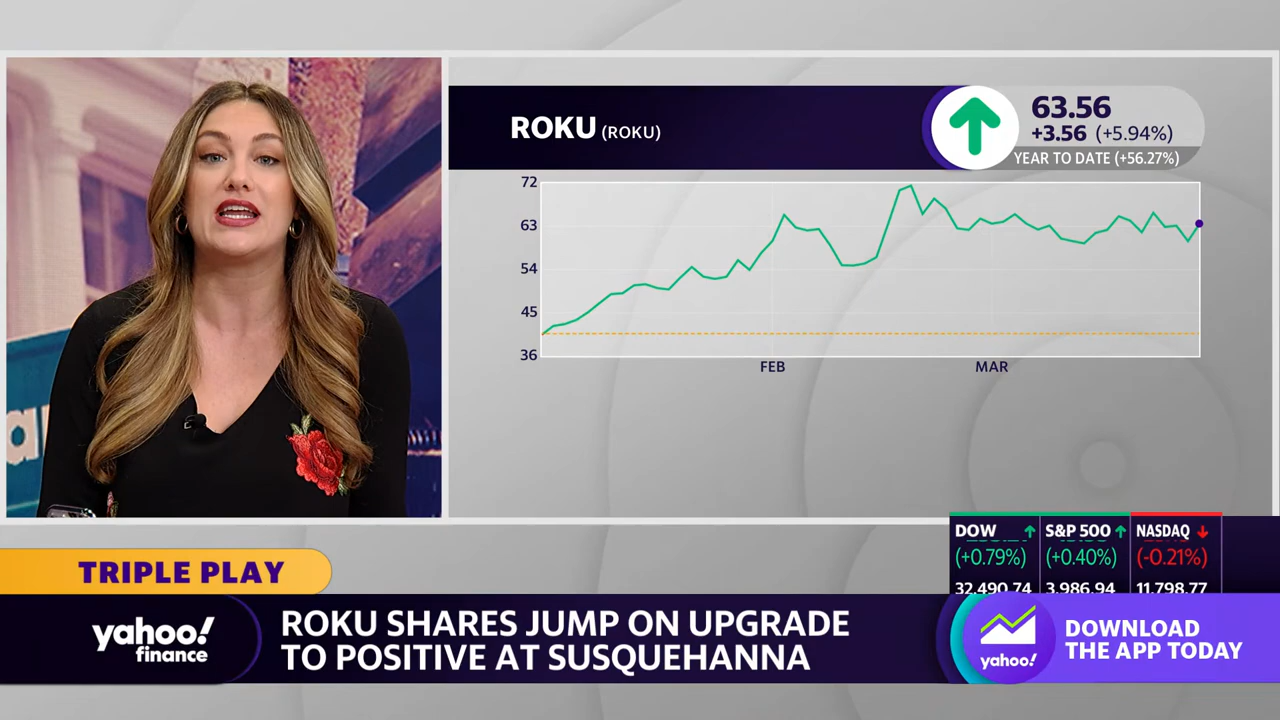 ROKU (ROKU)
63.56
+3.56 (+5.94%)
YEAR TO DATE (+56.27%)
72
63
54
45
36
FEB
MAR
a
DOW
(+0.79%)
32,490.74
S&P 500
(+0.40%)
3,986.94
NASDAQ
(-0.21%)
11,798.77
TRIPLE PLAY
yahoo!
finance
ROKU SHARES JUMP ON UPGRADE
TO POSITIVE AT SUSQUEHANNA
yahoo!
DOWNLOAD
THE APP TODAY